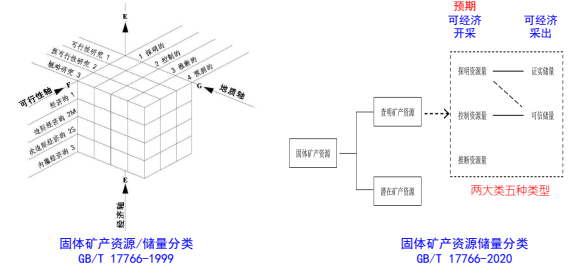 E
可行性研究 1
预可行性研究 2
概略研究 3
1 探明的
2 控制的
3 推断的
4 预测的
可行性轴
F
G
地质轴
经济的 1
边际经济的 2M
次边际经济的 2S
内蕴经济的 3
E
经济轴
固体矿产资源/储量分类
GB/T 17766-1999
预期
可经济
开采
可经济
采出
固体矿产资源
查明矿产资源
潜在矿产资源
探明资源量
证实储量
控制资源量
可信储量
推断资源量
两大类五种类型
固体矿产资源储量分类
GB/T 17766-2020